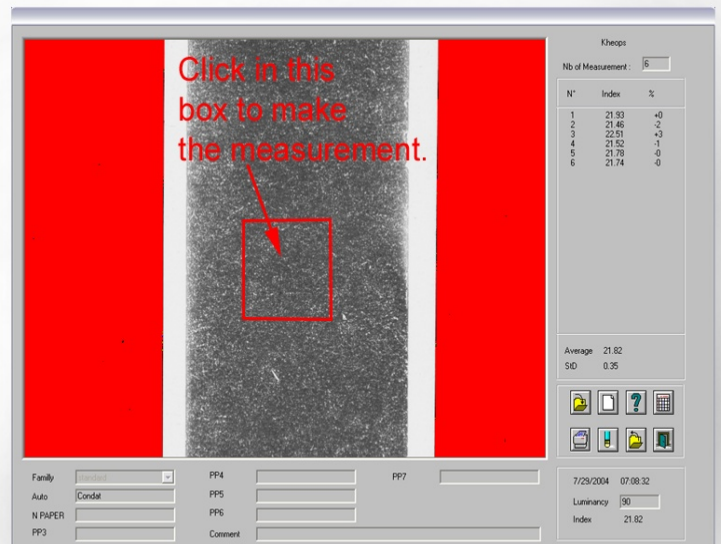 Click in this
box to make
the measurement.
Kheops
Nb of Measurement : 6
N° Index %
1 21.93 +0
2 21.46 -2
3 22.51 +3
4 21.52 -1
5 21.78 -0
6 21.74 -0
Average 21.82
StD 0.35
Family standard PP4 PP7
Auto Condat PP5
N PAPER PP6
PP3 Comment
7/29/2004 07:08:32
Luminancy 90
Index 21.82